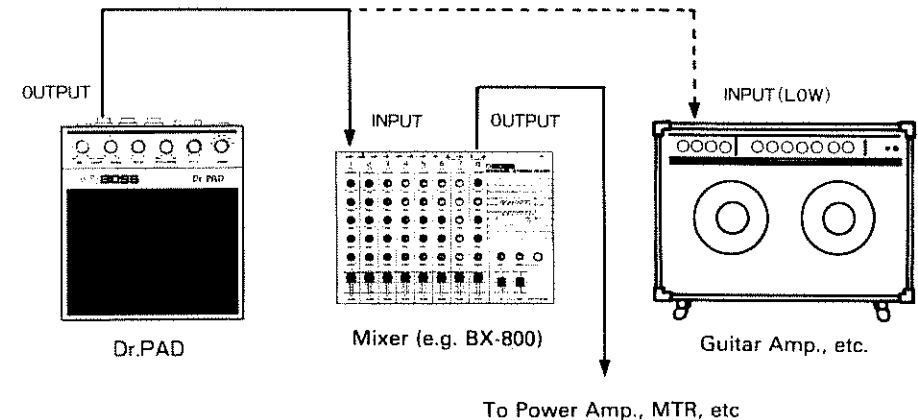 OUTPUT
INPUT
OUTPUT
INPUT (LOW)
BOSS
Dr. PAD
Dr.PAD
Mixer (e.g. BX-800)
Guitar Amp., etc.
To Power Amp., MTR, etc